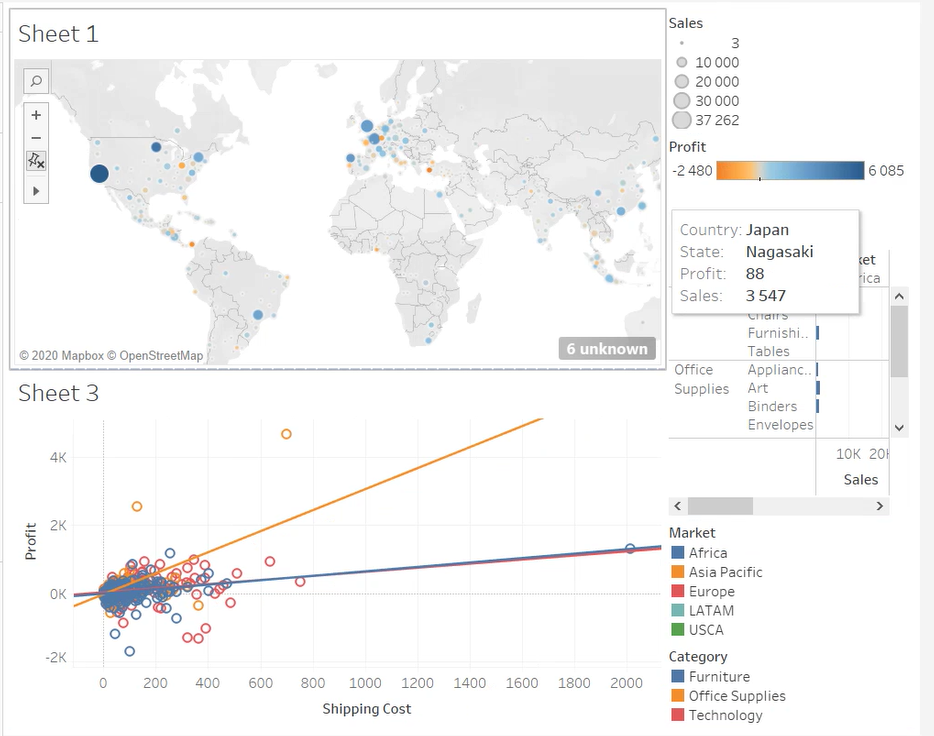 Sheet 1
Sales
3
10 000
20 000
30 000
37 262
Profit
-2 480
6 085
Country: Japan
State: Nagasaki
Profit: 88
Sales: 3 547
ket
rica
Chairs
Furnishi..
Tables
Office Supplies
Applianc..
Art
Binders
Envelopes
10K
Sales
© 2020 Mapbox © OpenStreetMap
6 unknown
Sheet 3
Profit
4K
2K
0K
-2K
0 200 400 600 800 1000 1200 1400 1600 1800 2000
Shipping Cost
Market
Africa
Asia Pacific
Europe
LATAM
USCA
Category
Furniture
Office Supplies
Technology